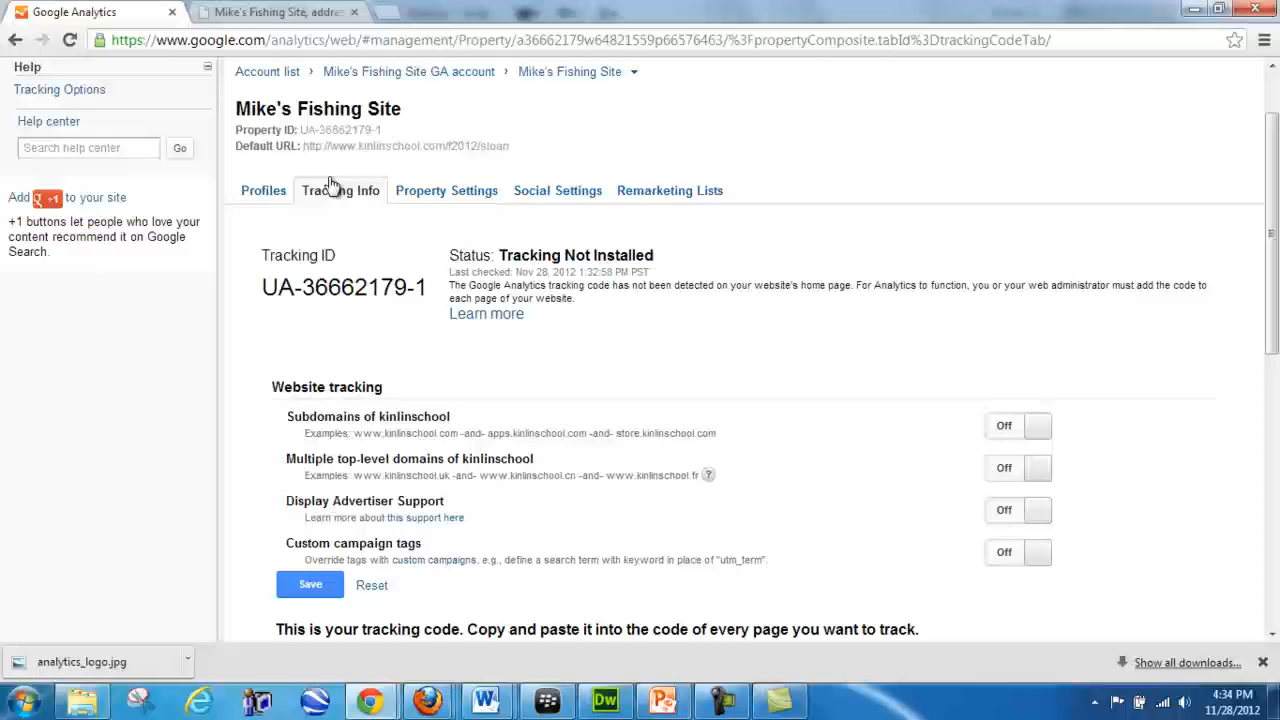 Google Analytics
Mike's Fishing Site, addre
https://www.google.com/analytics/web/#management/Property/a36662179w64821559p66576463/%3FpropertyComposite.tabId%3DtrackingCodeTab/
Help
Tracking Options
Help center
Search help center
Go
Add g +1 to your site
+1 buttons let people who love your
content recommend it on Google
Search.
Account list › Mike's Fishing Site GA account › Mike's Fishing Site
Mike's Fishing Site
Property ID: UA-36662179-1
Default URL: http://www.kinlinschool.com/f2012/sloan
Profiles
Tracking Info
Property Settings
Social Settings
Remarketing Lists
Tracking ID
UA-36662179-1
Status: Tracking Not Installed
Last checked: Nov 28, 2012 1:32:58 PM PST
The Google Analytics tracking code has not been detected on your website's home page. For Analytics to function, you or your web administrator must add the code to
each page of your website.
Learn more
Website tracking
Subdomains of kinlinschool
Examples: www.kinlinschool.com -and- apps.kinlinschool.com -and- store.kinlinschool.com
Off
Multiple top-level domains of kinlinschool
Examples: www.kinlinschool.uk -and- www.kinlinschool.cn -and- www.kinlinschool.fr ?
Off
Display Advertiser Support
Learn more about this support here
Off
Custom campaign tags
Override tags with custom campaigns, e.g., define a search term with keyword in place of "utm_term".
Off
Save
Reset
This is your tracking code. Copy and paste it into the code of every page you want to track.
analytics_logo.jpg
Show all downloads...
W
Dw
P
4:34 PM
11/28/2012